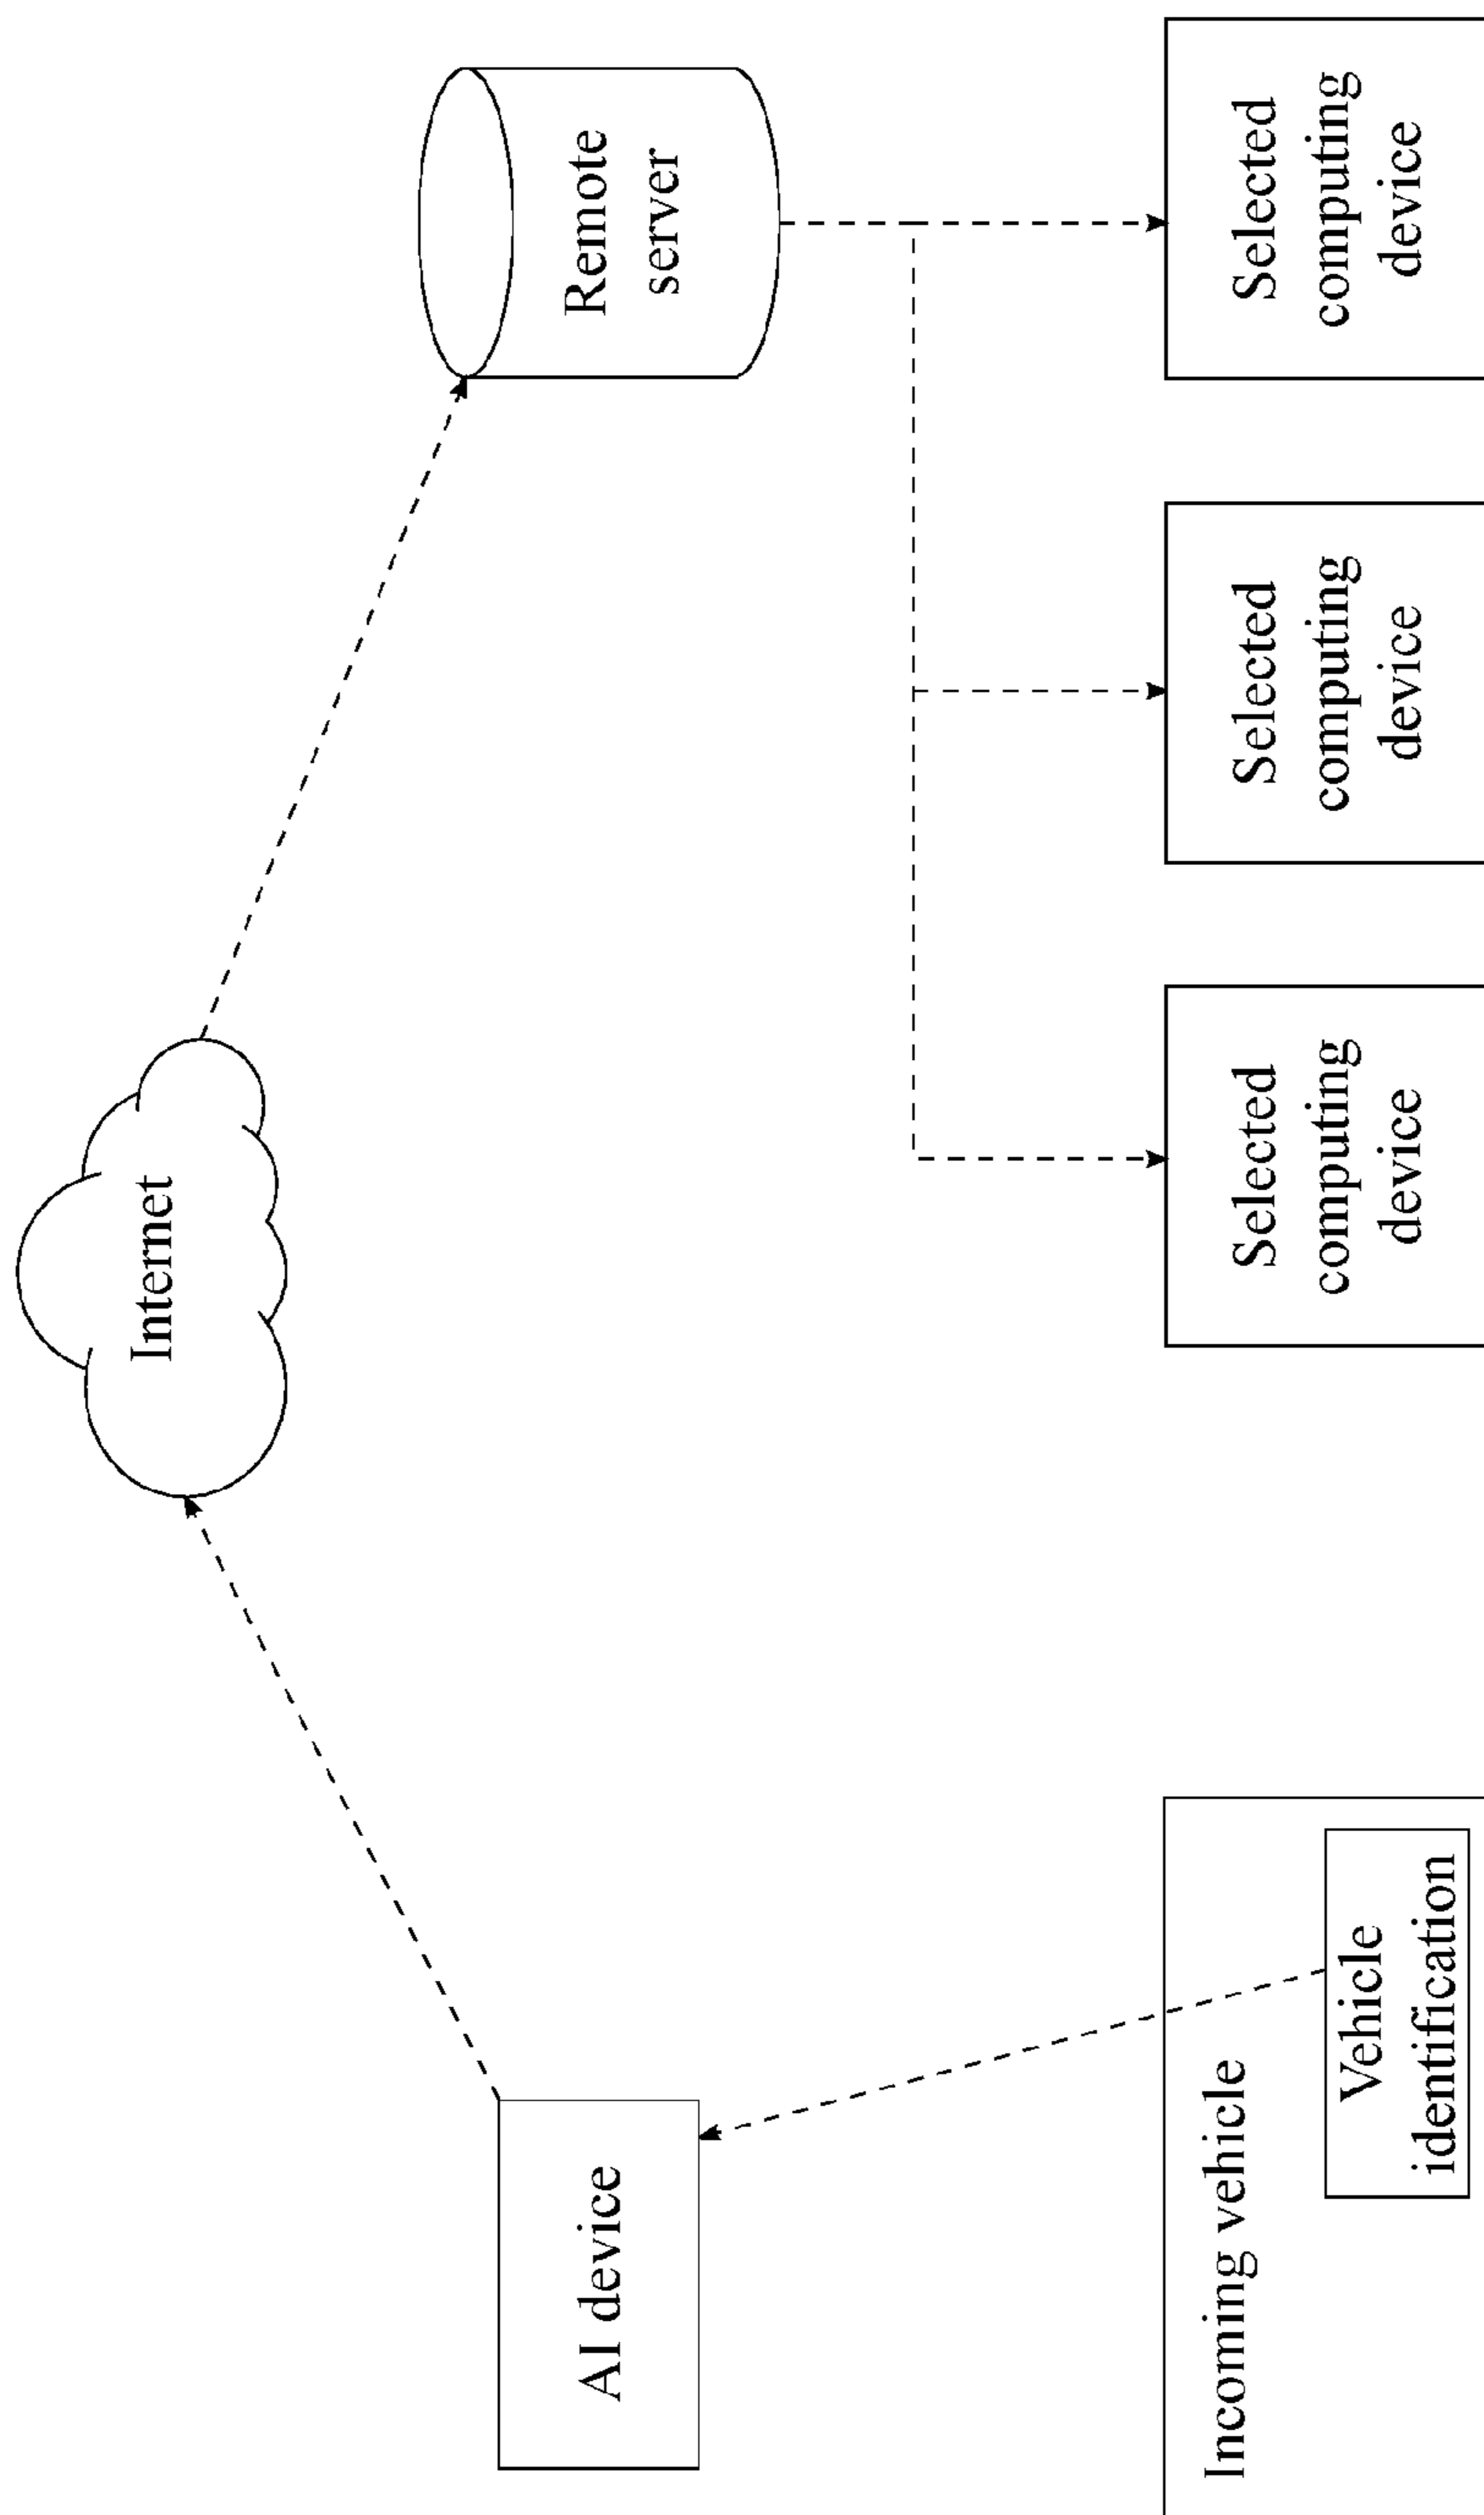 Internet
AI device
Remote
server
Incoming vehicle
Vehicle
identification
Selected
computing
device
Selected
computing
device
Selected
computing
device